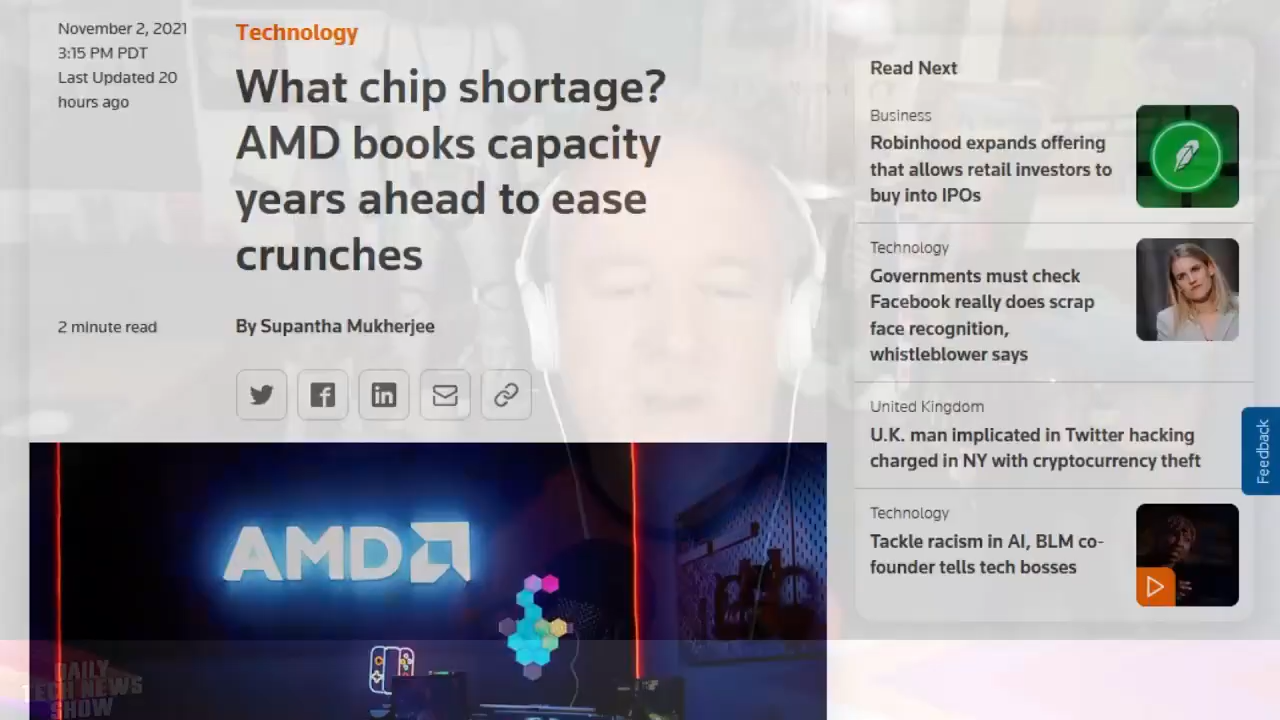 November 2, 2021
3:15 PM PDT
Last Updated 20
hours ago
Technology
What chip shortage?
AMD books capacity
years ahead to ease
crunches
2 minute read
By Supantha Mukherjee
AMD
Read Next
Business
Robinhood expands offering
that allows retail investors to
buy into IPOs
Technology
Governments must check
Facebook really does scrap
face recognition,
whistleblower says
United Kingdom
U.K. man implicated in Twitter hacking
charged in NY with cryptocurrency theft
Technology
Tackle racism in AI, BLM co-
founder tells tech bosses
Feedback
DAILY
TECH NEWS
SHOW